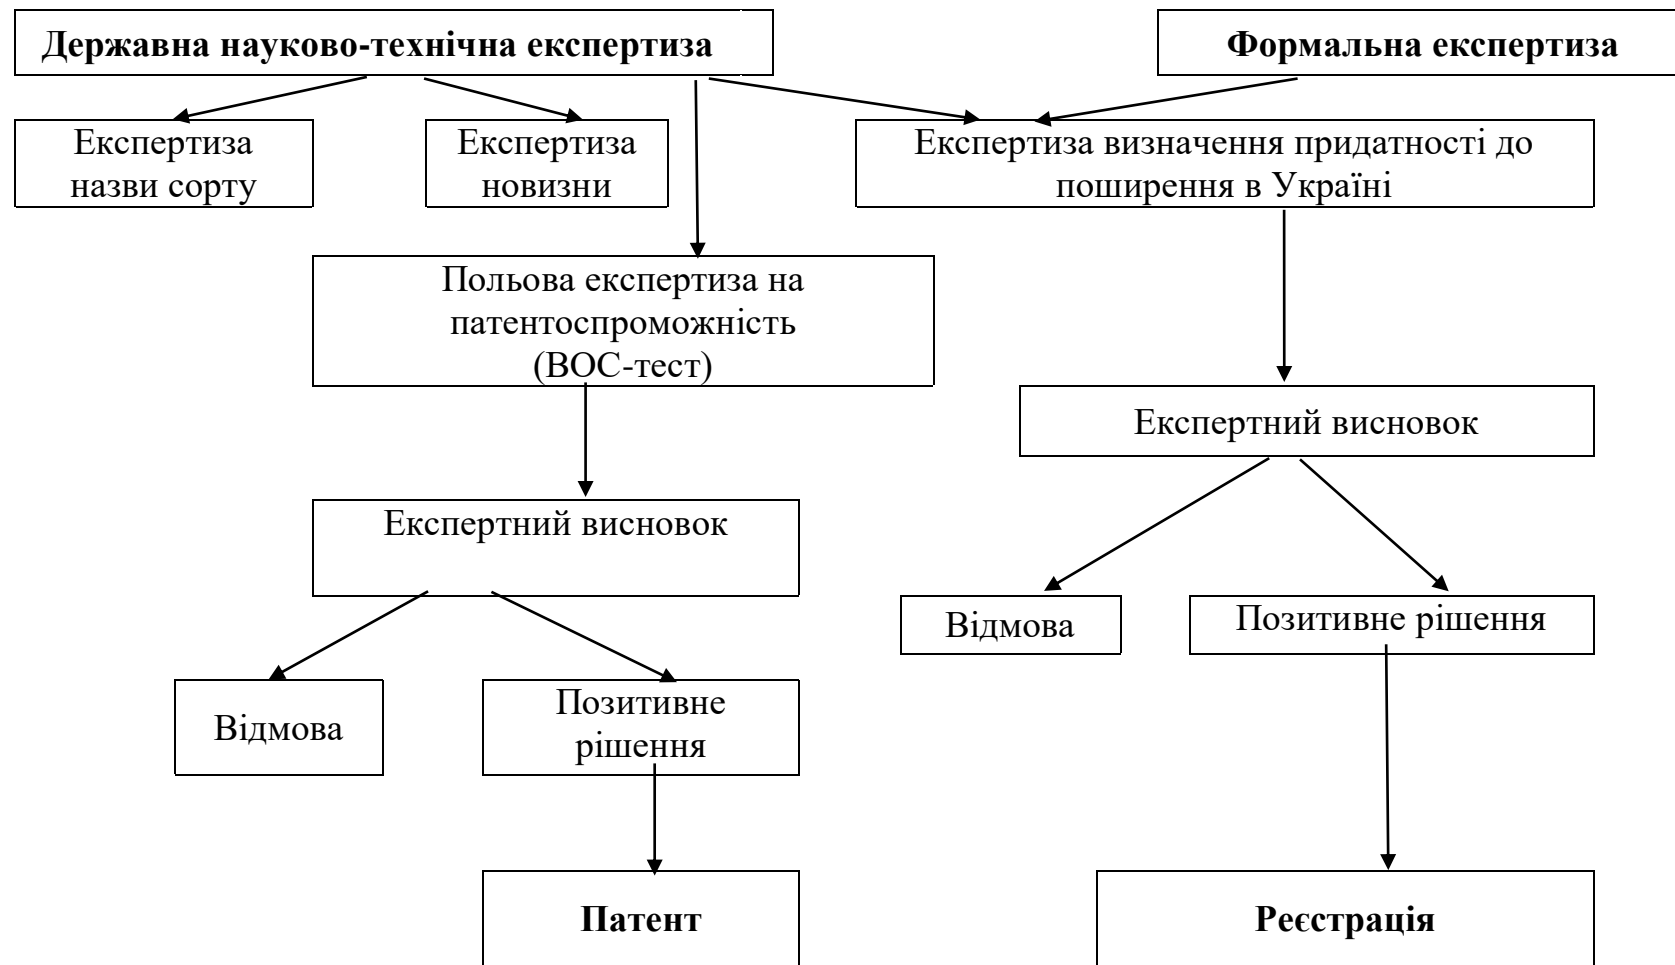 Державна науково-технічна експертиза
Формальна експертиза
Експертиза
назви сорту
Експертиза
новизни
Експертиза визначення придатності до
поширення в Україні
Польова експертиза на
патентоспроможність
(ВОС-тест)
Експертний висновок
Експертний висновок
Відмова
Позитивне рішення
Відмова
Позитивне
рішення
Патент
Реєстрація